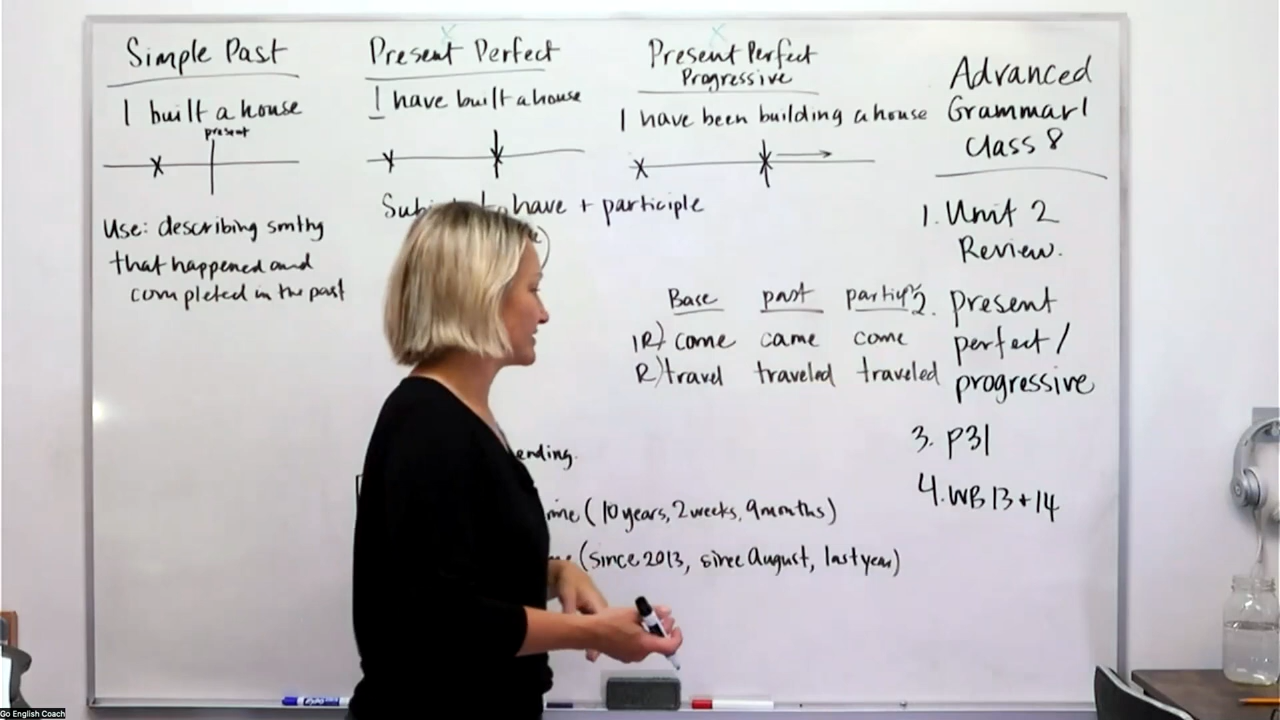 Simple Past
I built a house
present
Use: describing smthg
that happened and
completed in the past
Present Perfect
I have built a house
have + participle
Present Perfect
Progressive
I have been building a house
Base past
IR) come came come
R) travel traveled traveled
ending.
(10 years, 2 weeks, 9 months)
(since 2013, since August, last year)
Advanced
Grammar 1
Class 8
1. Unit 2
Review.
2. present
perfect/
progressive
3. P31
4. WB 13 + 14
EXPO
Go English Coach